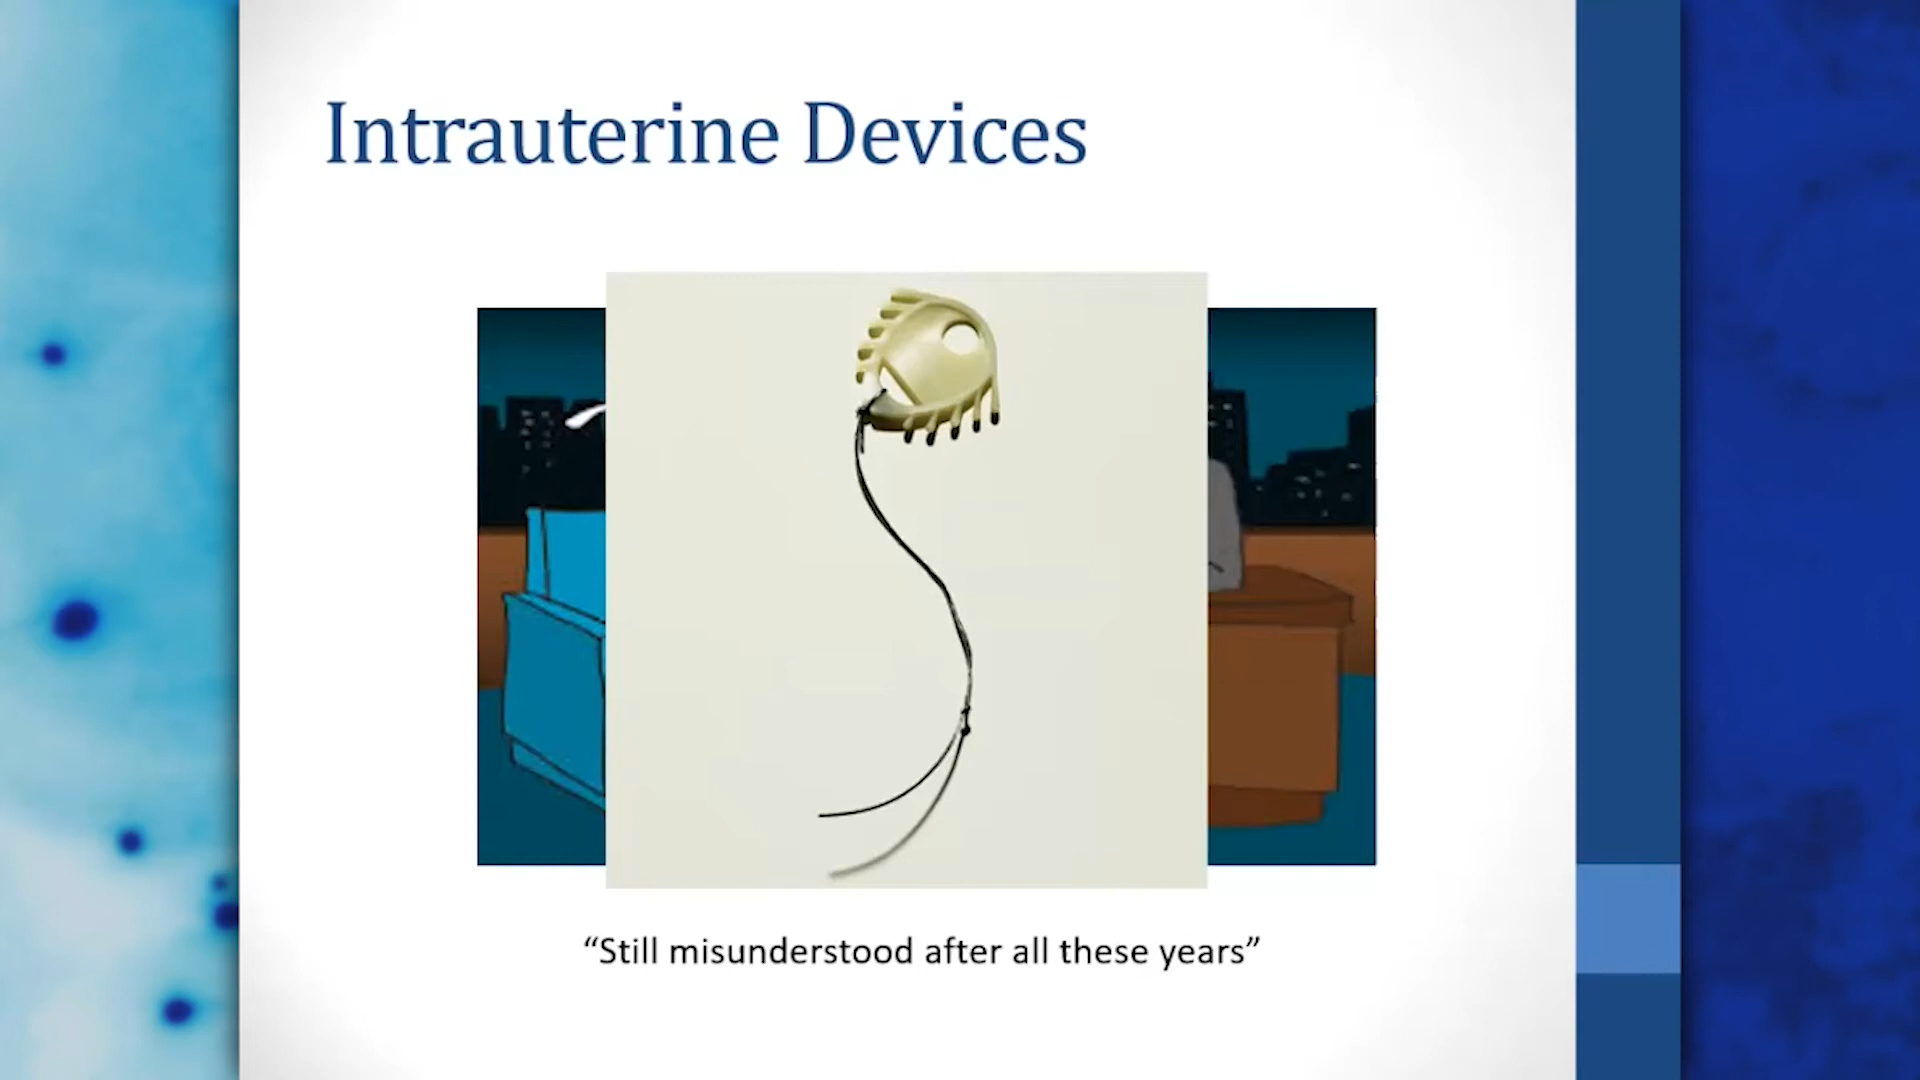 Intrauterine Devices
“Still misunderstood after all these years”